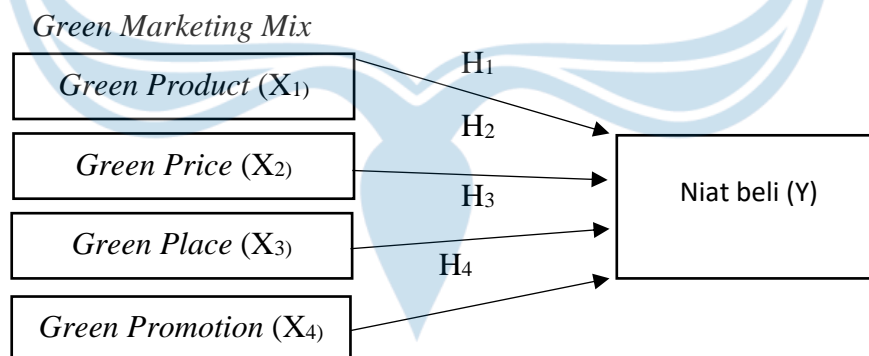 Green Marketing Mix
Green Product (X1)
H1
H2
Green Price (X2)
Niat beli (Y)
H3
Green Place (X3)
H4
Green Promotion (X4)